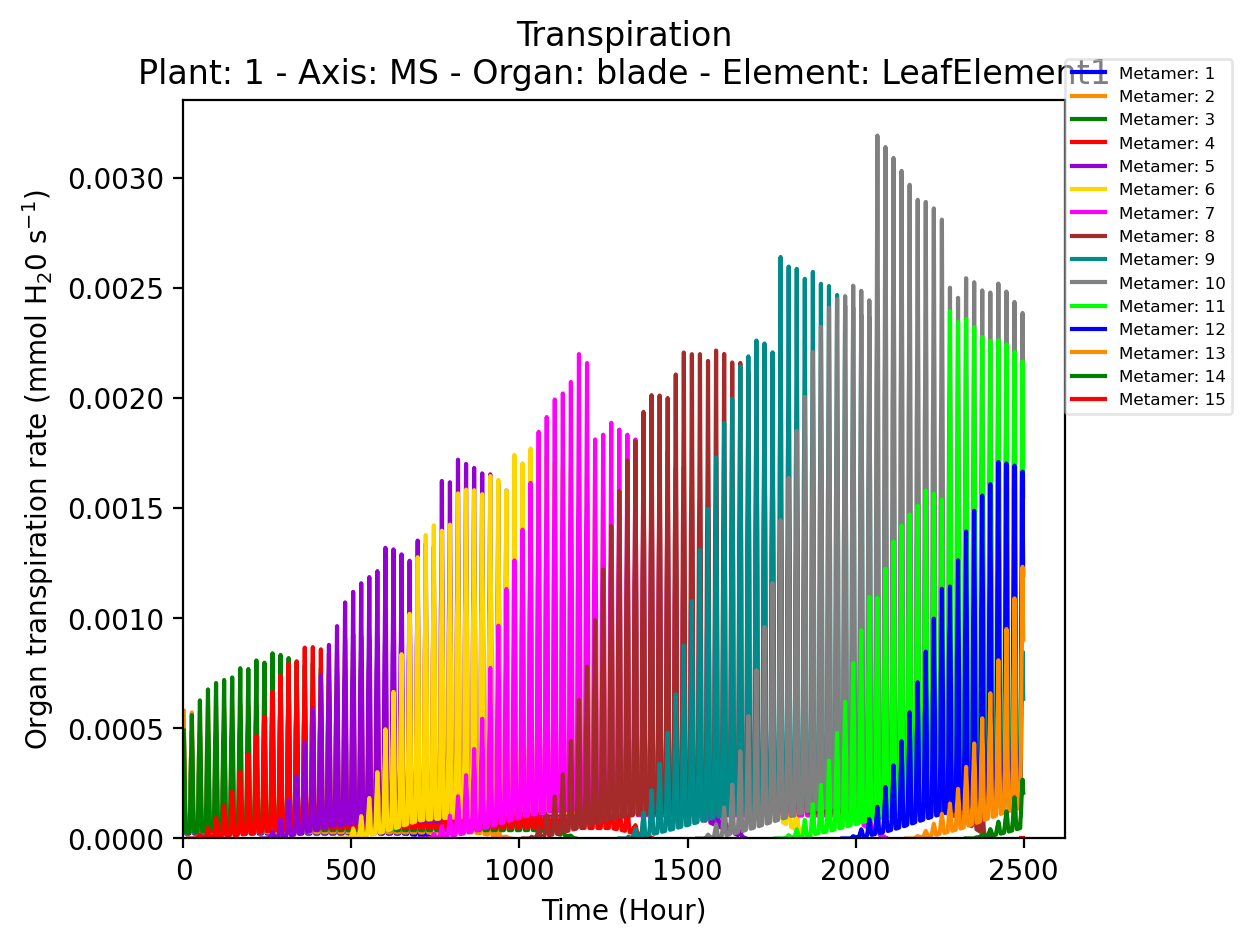 Transpiration
Plant: 1 - Axis: MS - Organ: blade - Element: LeafElement1
Organ transpiration rate (mmol H₂0 s⁻¹)
0.0030
0.0025
0.0020
0.0015
0.0010
0.0005
0.0000
0 500 1000 1500 2000 2500
Time (Hour)
Metamer: 1
Metamer: 2
Metamer: 3
Metamer: 4
Metamer: 5
Metamer: 6
Metamer: 7
Metamer: 8
Metamer: 9
Metamer: 10
Metamer: 11
Metamer: 12
Metamer: 13
Metamer: 14
Metamer: 15